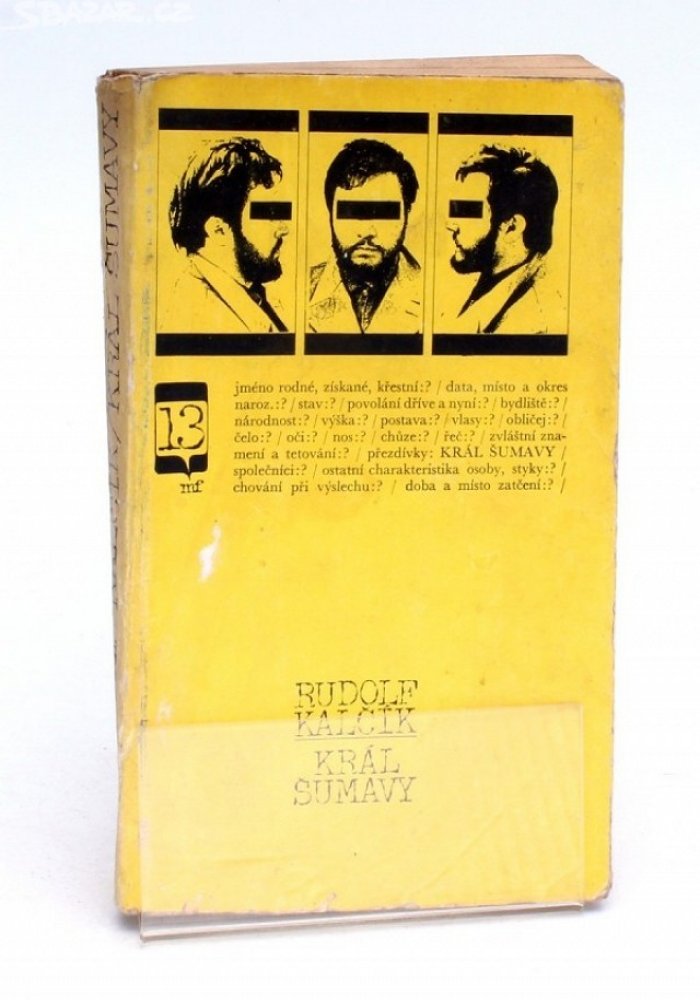 SBAZAR.CZ
KRÁL ŠUMAVY
jméno rodné, získané, křestní:? / data, místo a okres
naroz.:? / stav:? / povolání dříve a nyní:? / bydliště:? /
národnost:? / výška:? / postava:? / vlasy:? / obličej:? /
čelo:? / oči:? / nos:? / chůze:? / řeč:? / zvláštní zna-
mení a tetování:? / přezdívky: KRÁL ŠUMAVY /
společníci:? / ostatní charakteristika osoby, styky:? /
chování při výslechu:? / doba a místo zatčení:? /
13
mf
RUDOLF
KALČÍK
KRÁL
ŠUMAVY